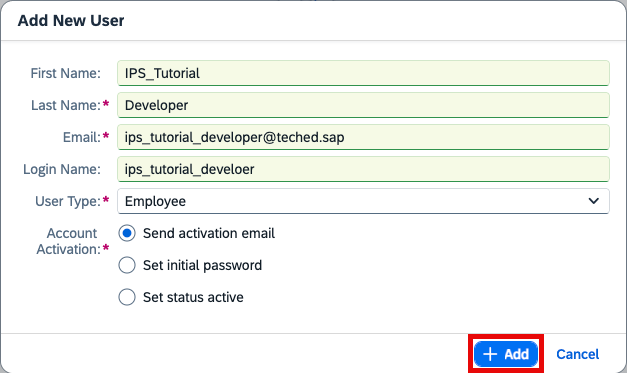 Add New User
First Name: IPS_Tutorial
Last Name:* Developer
Email:* ips_tutorial_developer@teched.sap
Login Name: ips_tutorial_develoer
User Type:* Employee
Account
Activation:*
Send activation email
Set initial password
Set status active
+ Add Cancel